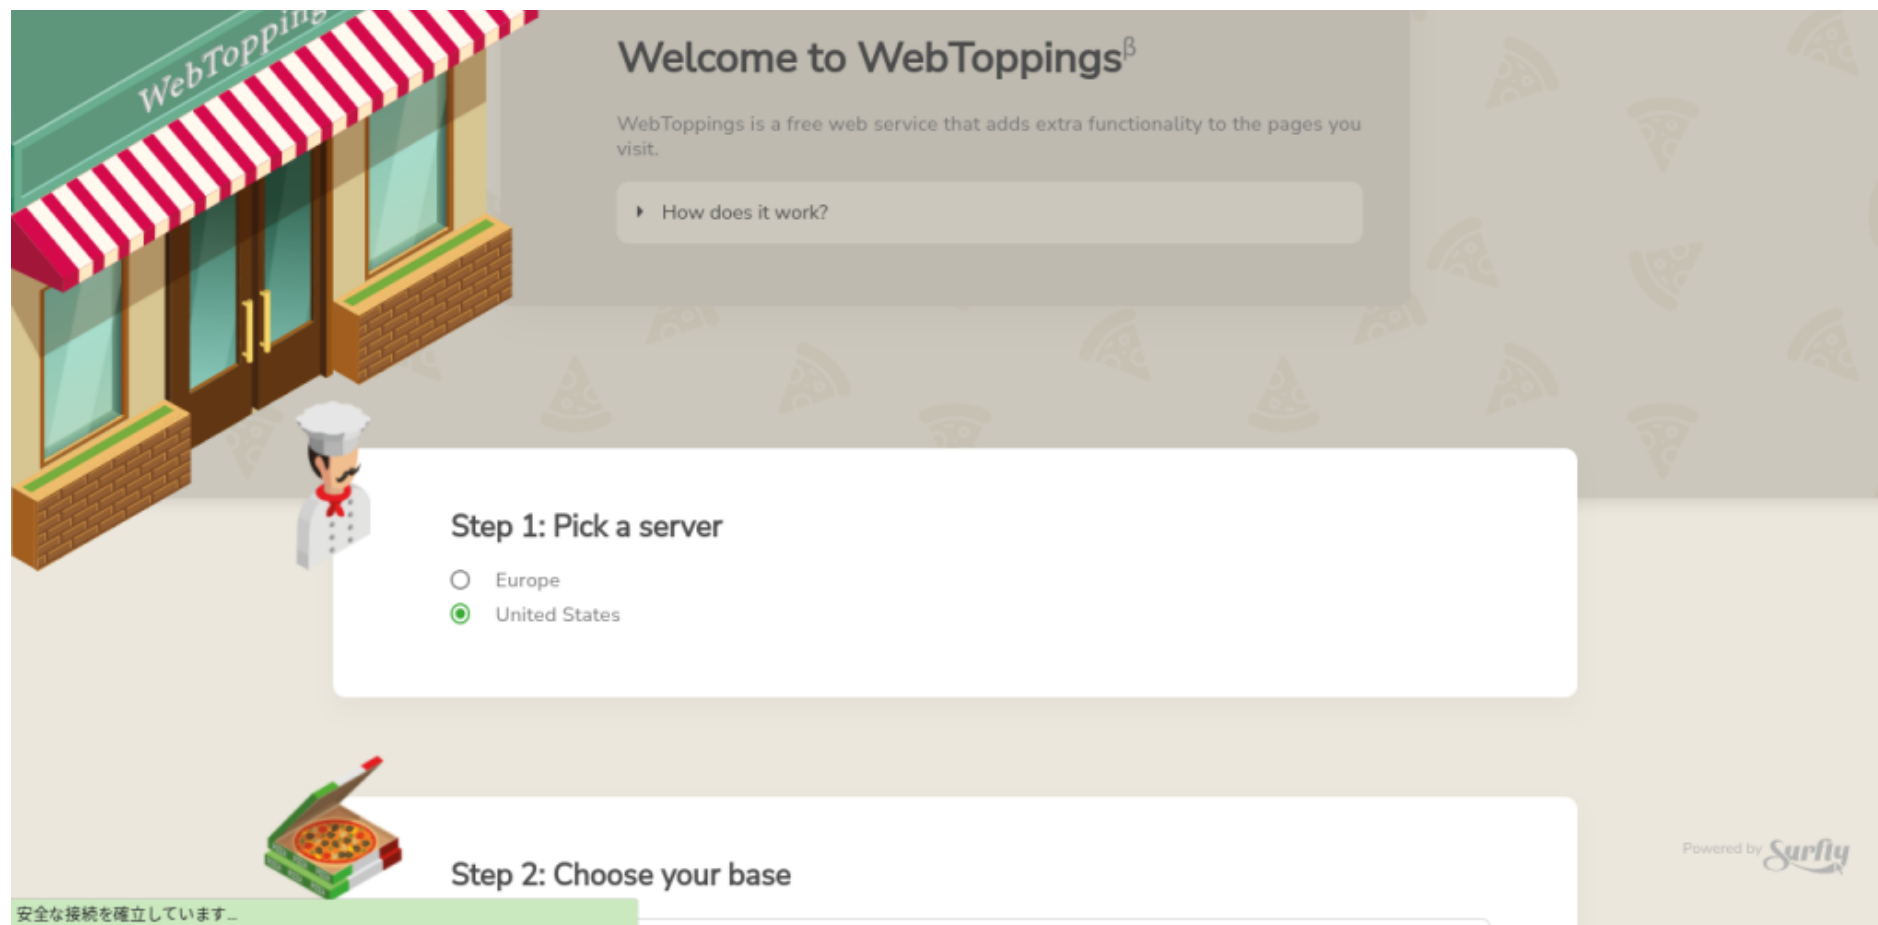 WebTopping
Welcome to WebToppingsᵝ
WebToppings is a free web service that adds extra functionality to the pages you
visit.
How does it work?
Step 1: Pick a server
Europe
United States
Step 2: Choose your base
Powered by Surfly
安全な接続を確立しています...